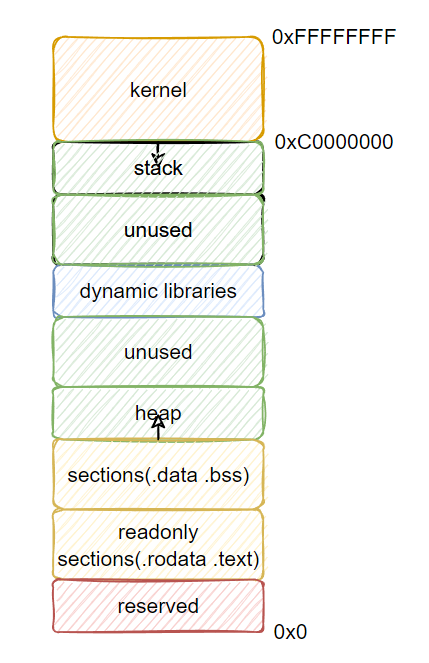 0xFFFFFFFF
kernel
0xC0000000
stack
unused
dynamic libraries
unused
heap
sections(.data .bss)
readonly
sections(.rodata .text)
reserved
0x0